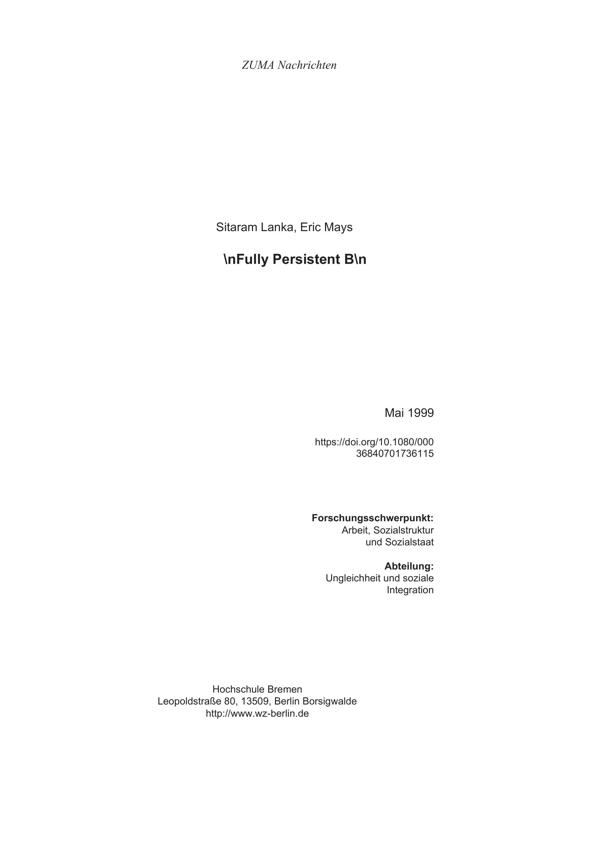 ZUMA Nachrichten
Sitaram Lanka, Eric Mays
\nFully Persistent B\n
Mai 1999
https://doi.org/10.1080/000
36840701736115
Forschungsschwerpunkt:
Arbeit, Sozialstruktur
und Sozialstaat
Abteilung:
Ungleichheit und soziale
Integration
Hochschule Bremen
Leopoldstraße 80, 13509, Berlin Borsigwalde
http://www.wz-berlin.de